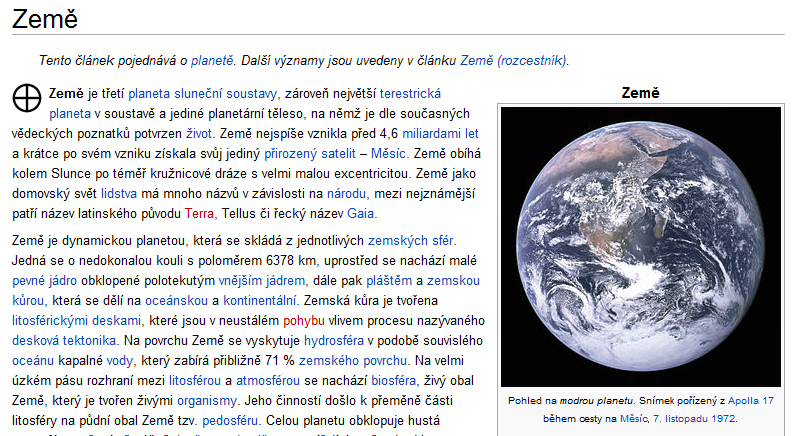 Země
Tento článek pojednává o planetě. Další významy jsou uvedeny v článku Země (rozcestník).
Země je třetí planeta sluneční soustavy, zároveň největší terestrická
planeta v soustavě a jediné planetární těleso, na němž je dle současných
vědeckých poznatků potvrzen život. Země nejspíše vznikla před 4,6 miliardami let
a krátce po svém vzniku získala svůj jediný přirozený satelit – Měsíc. Země obíhá
kolem Slunce po téměř kružnicové dráze s velmi malou excentricitou. Země jako
domovský svět lidstva má mnoho názvů v závislosti na národu, mezi nejznámější
patří název latinského původu Terra, Tellus či řecký název Gaia.
Země je dynamickou planetou, která se skládá z jednotlivých zemských sfér.
Jedná se o nedokonalou kouli s poloměrem 6378 km, uprostřed se nachází malé
pevné jádro obklopené polotekutým vnějším jádrem, dále pak pláštěm a zemskou
kůrou, která se dělí na oceánskou a kontinentální. Zemská kůra je tvořena
litosférickými deskami, které jsou v neustálém pohybu vlivem procesu nazývaného
desková tektonika. Na povrchu Země se vyskytuje hydrosféra v podobě souvislého
oceánu kapalné vody, který zabírá přibližně 71 % zemského povrchu. Na velmi
úzkém pásu rozhraní mezi litosférou a atmosférou se nachází biosféra, živý obal
Země, který je tvořen živými organismy. Jeho činností došlo k přeměně části
litosféry na půdní obal Země tzv. pedosféru. Celou planetu obklopuje hustá
Země
Pohled na modrou planetu. Snímek pořízený z Apolla 17
během cesty na Měsíc, 7. listopadu 1972.